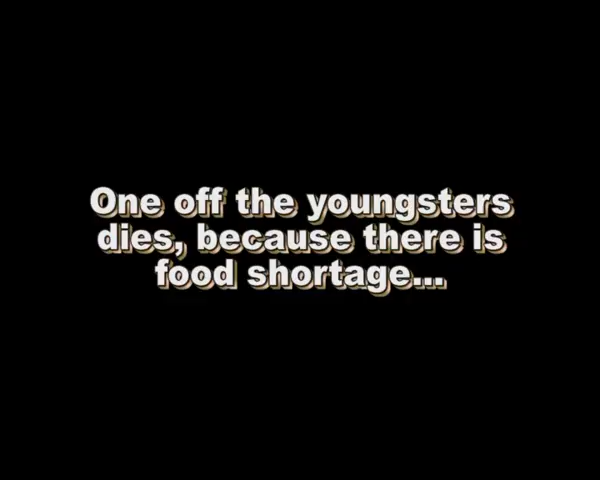 One off the youngsters
dies, because there is
food shortage...